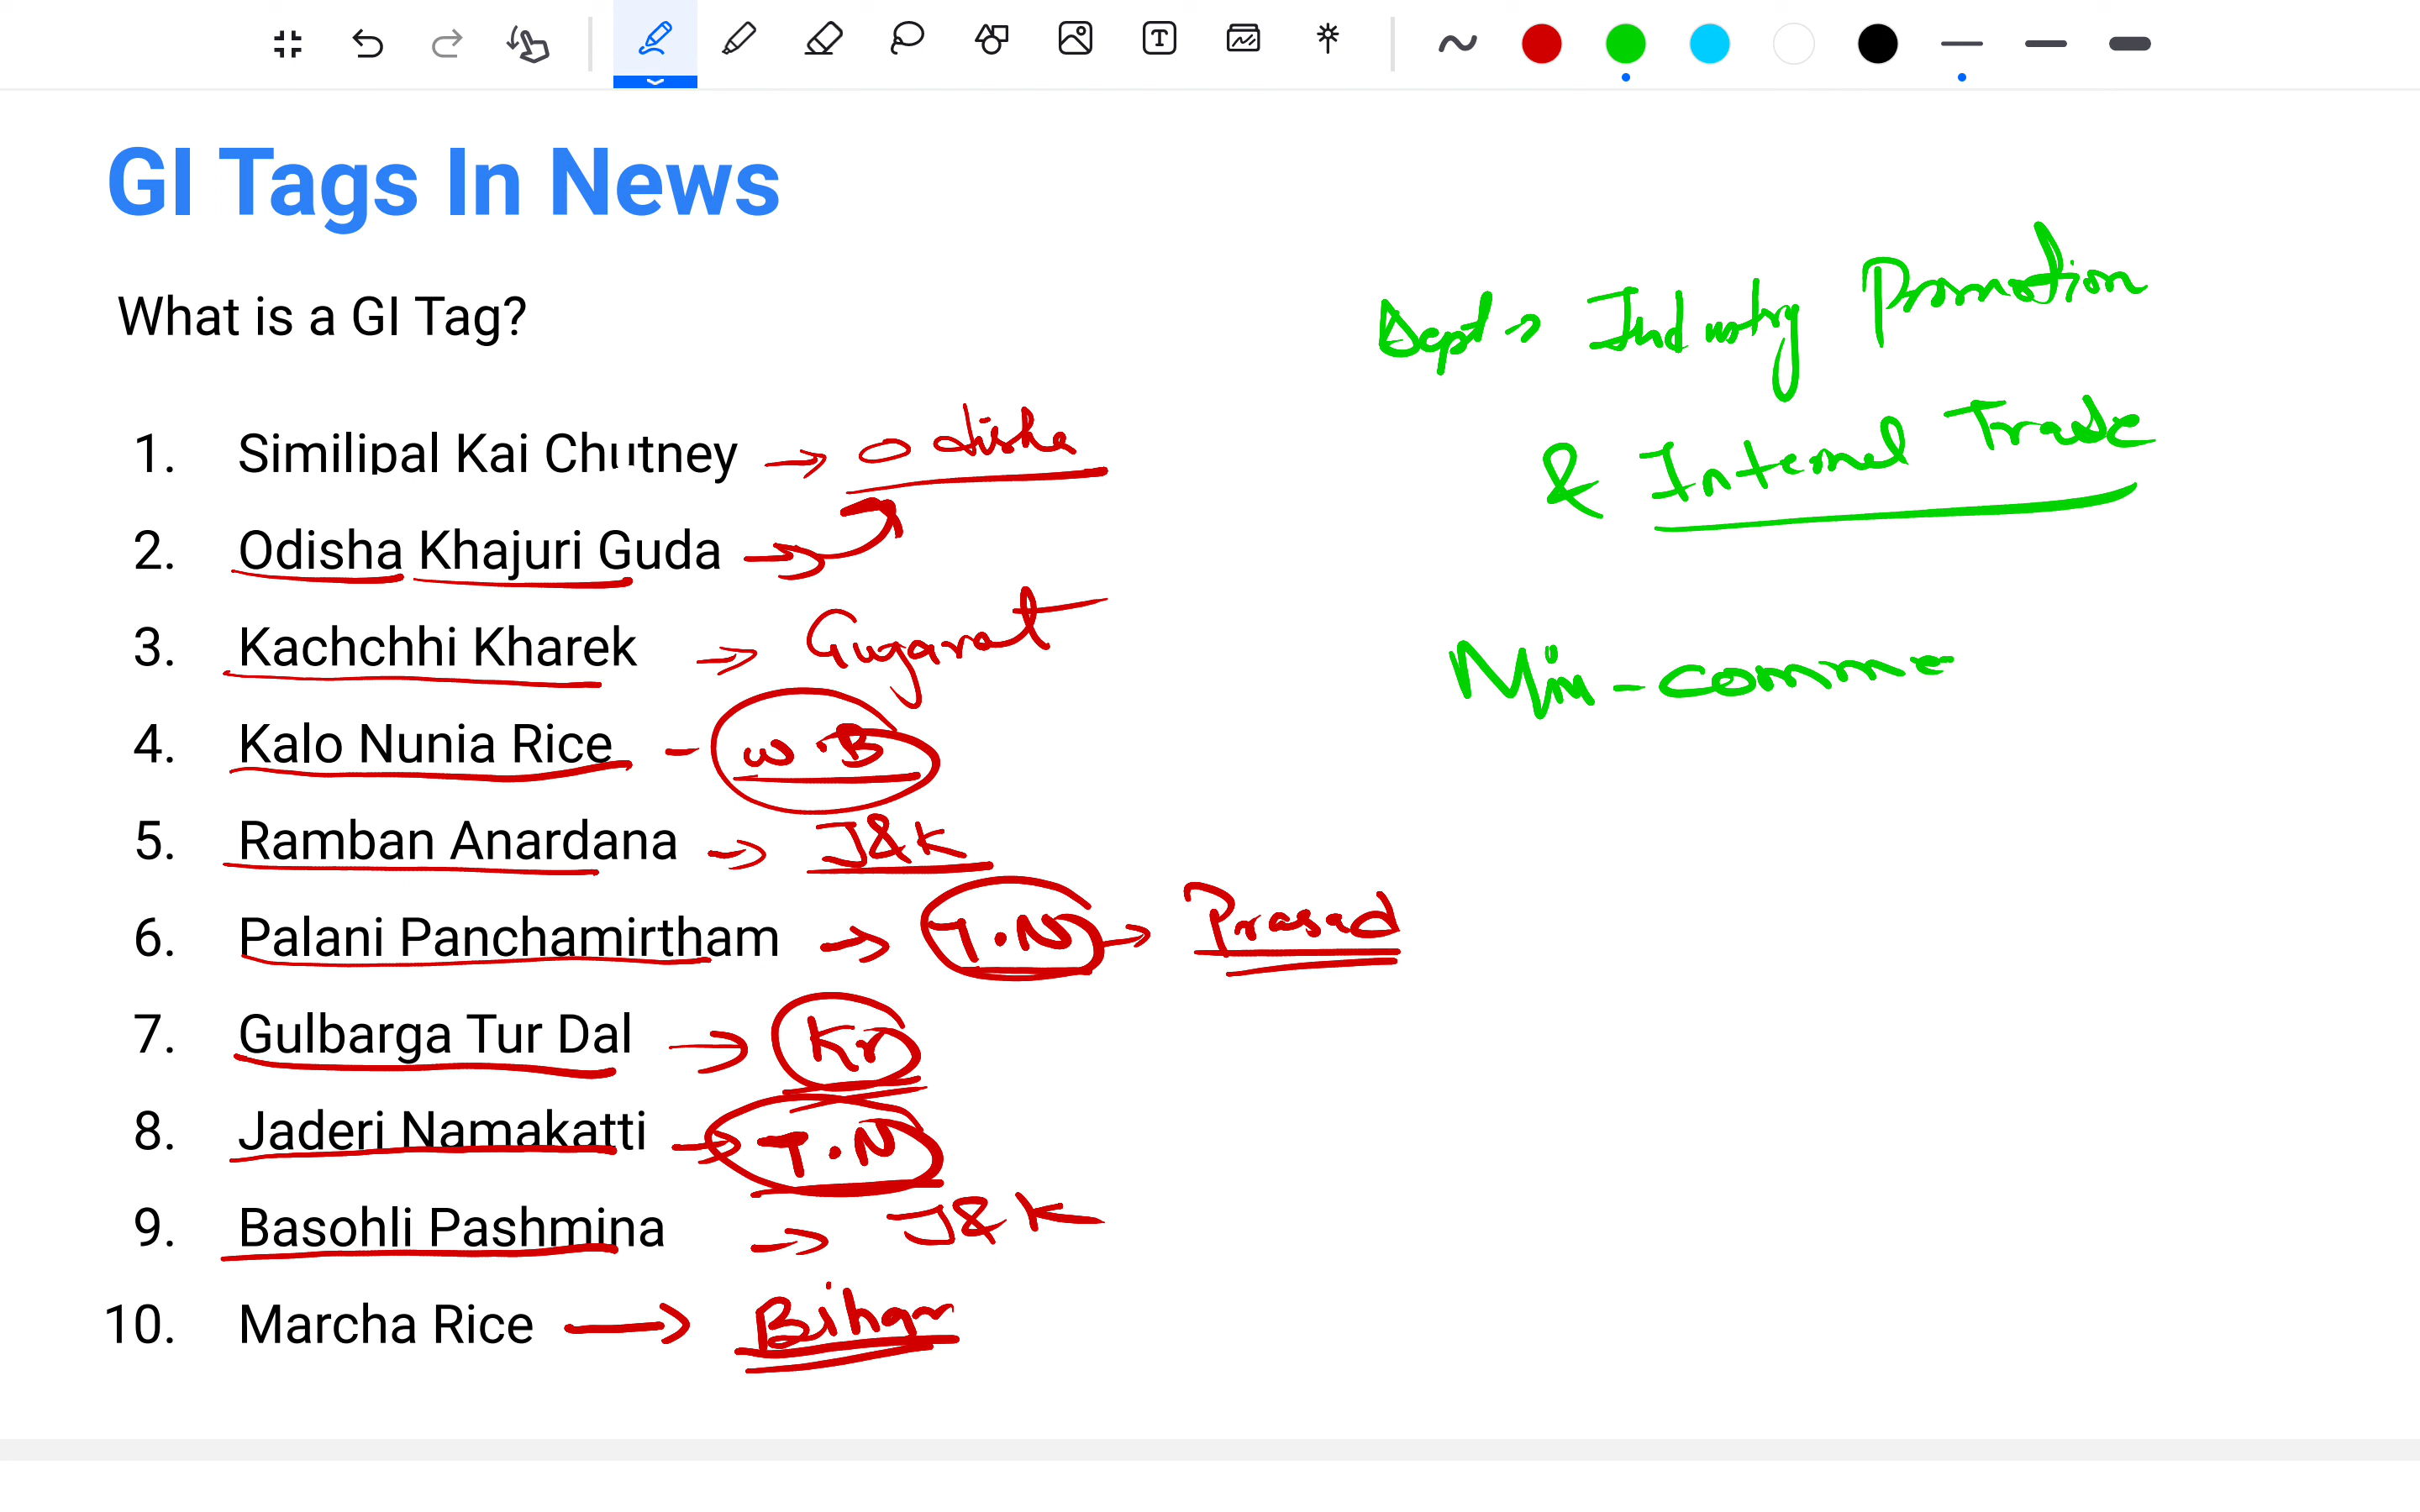 GI Tags In News
What is a GI Tag?
Dept → Industry Promotion
& Internal Trade
1. Similipal Kai Chutney → Odisha
2. Odisha Khajuri Guda →
3. Kachchhi Kharek → Gujarat
Min - comme
4. Kalo Nunia Rice - W.B
5. Ramban Anardana → J&K
6. Palani Panchamirtham → T.N → Prasad
7. Gulbarga Tur Dal → Kr
8. Jaderi Namakatti → T.N
9. Basohli Pashmina → J&K
10. Marcha Rice → Bihar